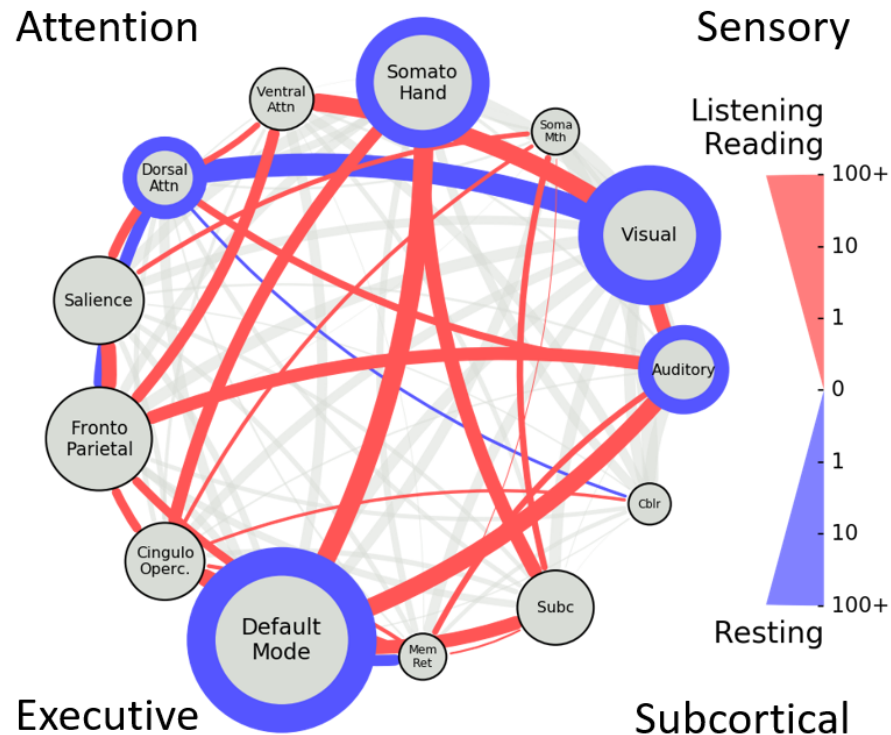 Attention
Sensory
Somato
Hand
Ventral
Attn
Soma
Mth
Dorsal
Attn
Visual
Salience
Auditory
Fronto
Parietal
Cblr
Cingulo
Operc.
Subc
Default
Mode
Mem
Ret
Listening
Reading
100+
10
1
0
1
10
100+
Resting
Executive
Subcortical